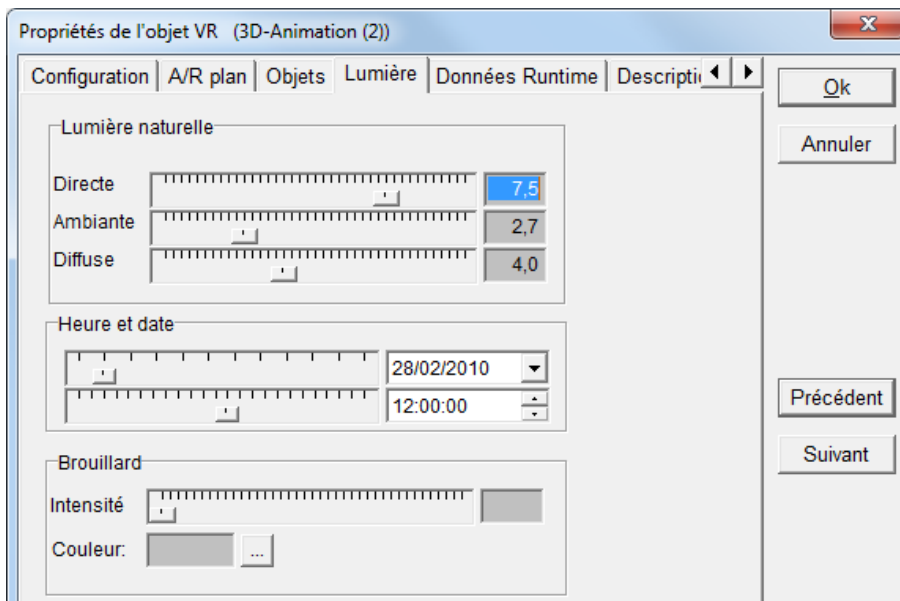 Propriétés de l'objet VR (3D-Animation (2))
Configuration A/R plan Objets Lumière Données Runtime Descripti
Ok
Annuler
Lumière naturelle
Directe 7,5
Ambiante 2,7
Diffuse 4,0
Heure et date
28/02/2010
12:00:00
Précédent
Suivant
Brouillard
Intensité
Couleur: ...